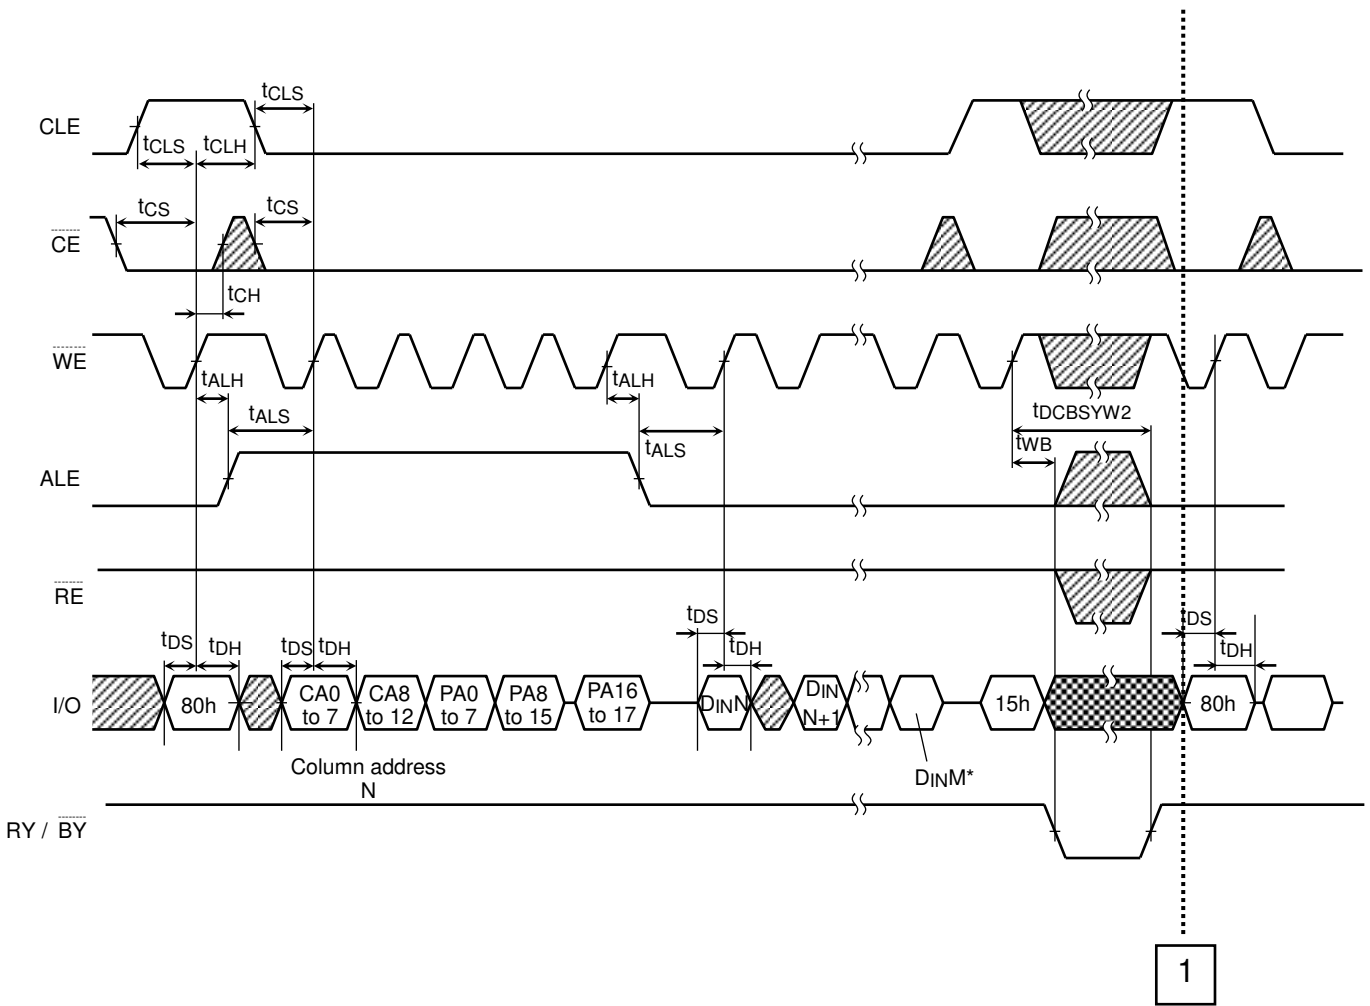 tCLS
CLE
tCLS tCLH
tCS tCS
CE
tCH
WE
tALH tALH
tDCBSYW2
tALS tALS
tWB
ALE
RE
tDS tDS
tDS tDH tDS tDH tDH tDH
I/O
80h
CA0
to 7
CA8
to 12
PA0
to 7
PA8
to 15
PA16
to 17
DINN
DIN
N+1
15h
80h
Column address
N
DINM*
RY / BY
1